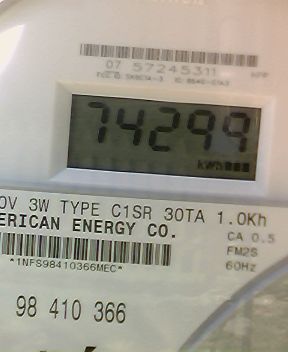 07 57245311
74299
kWh
0V 3W TYPE C1SR 30TA 1.0Kh
ERICAN ENERGY CO.
CA 0.5
FM2S
*1NFS98410366MEC*
60Hz
98 410 366